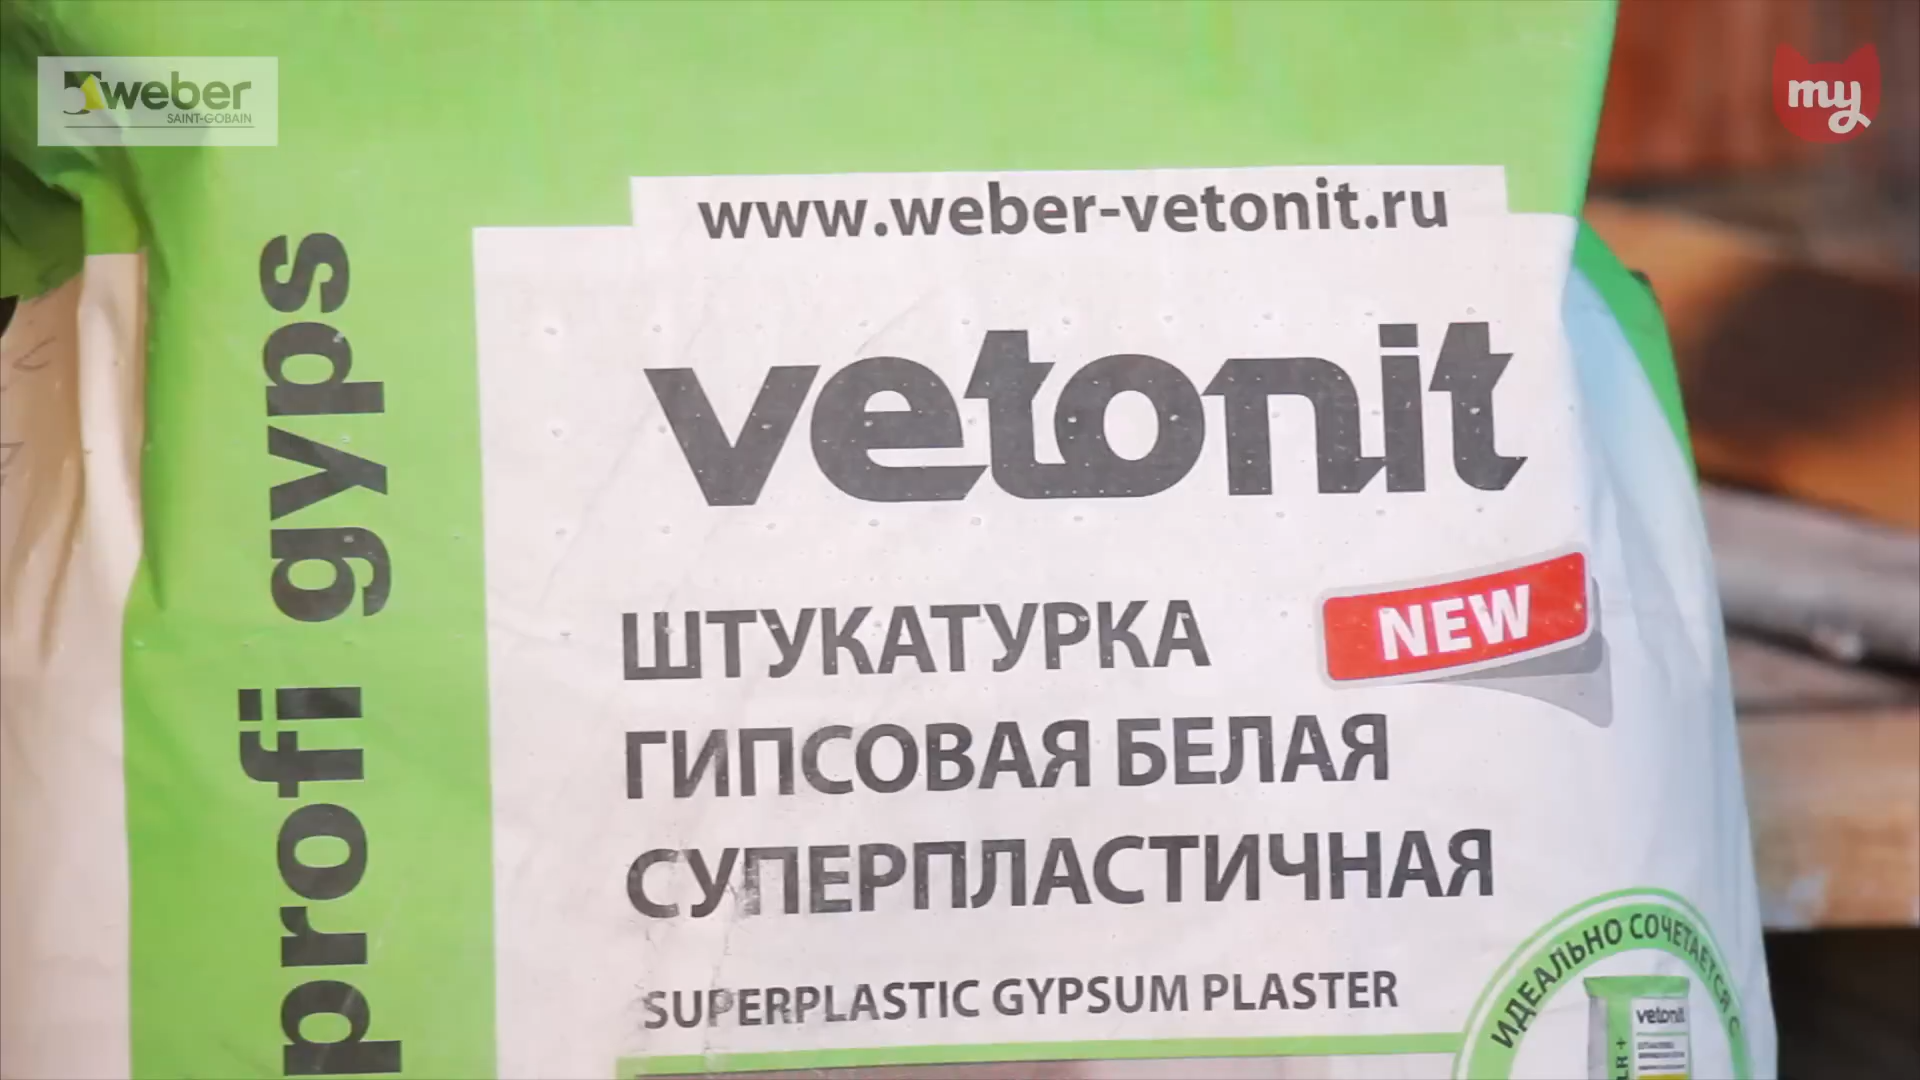 weber
SAINT-GOBAIN
my
www.weber-vetonit.ru
profi gyps
vetonit
ШТУКАТУРКА
NEW
ГИПСОВАЯ БЕЛАЯ
СУПЕРПЛАСТИЧНАЯ
SUPERPLASTIC GYPSUM PLASTER
ИДЕАЛЬНО СОЧЕТАЕТСЯ С
vetonit
LR +